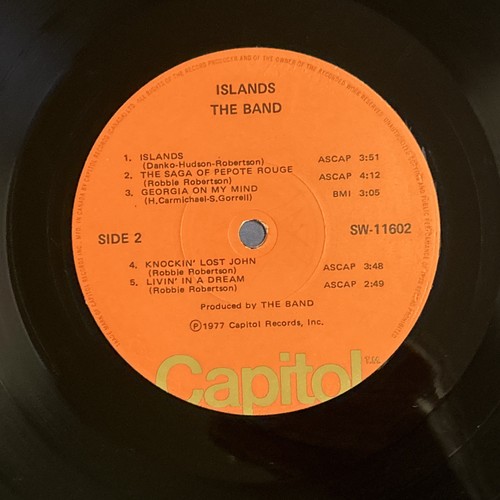 ISLANDS
THE BAND
1. ISLANDS ASCAP 3:51
(Danko-Hudson-Robertson)
2. THE SAGA OF PEPOTE ROUGE ASCAP 4:12
(Robbie Robertson)
3. GEORGIA ON MY MIND BMI 3:05
(H.Carmichael-S.Gorrell)
SIDE 2 SW-11602
4. KNOCKIN' LOST JOHN ASCAP 3:48
(Robbie Robertson)
5. LIVIN' IN A DREAM ASCAP 2:49
(Robbie Robertson)
Produced by THE BAND
Ⓟ1977 Capitol Records, Inc.
Capitol